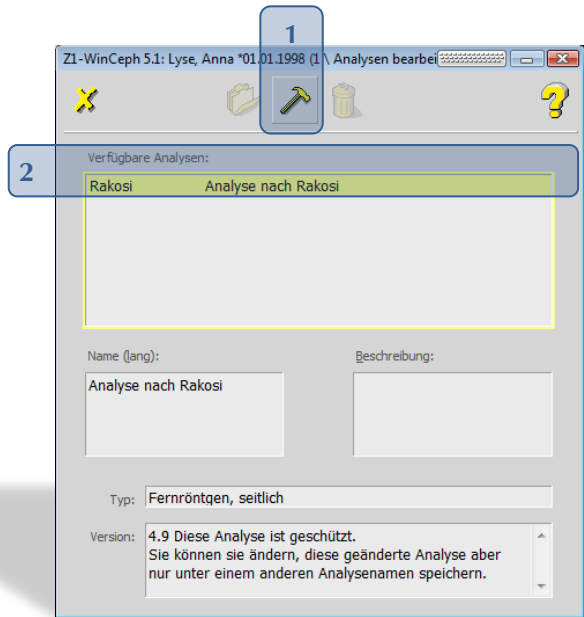 1
Z1-WinCeph 5.1: Lyse, Anna *01.01.1998 (1 \ Analysen bearbei
2
Verfügbare Analysen:
Rakosi Analyse nach Rakosi
Name (lang): Beschreibung:
Analyse nach Rakosi
Typ: Fernröntgen, seitlich
Version: 4.9 Diese Analyse ist geschützt.
Sie können sie ändern, diese geänderte Analyse aber
nur unter einem anderen Analysenamen speichern.